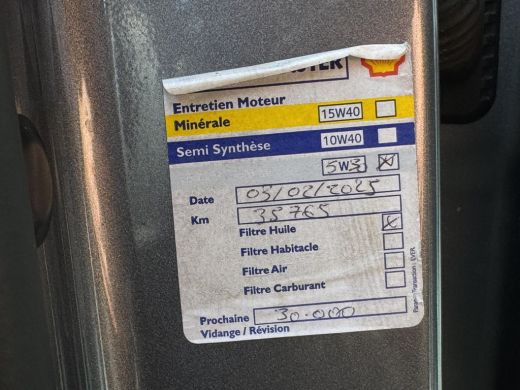 Entretien Moteur
Minérale 15W40
Semi Synthèse 10W40
5W30 X
Date 05/02/2025
Km 35765
Filtre Huile X
Filtre Habitacle
Filtre Air
Filtre Carburant
Prochaine 30.000
Vidange / Révision